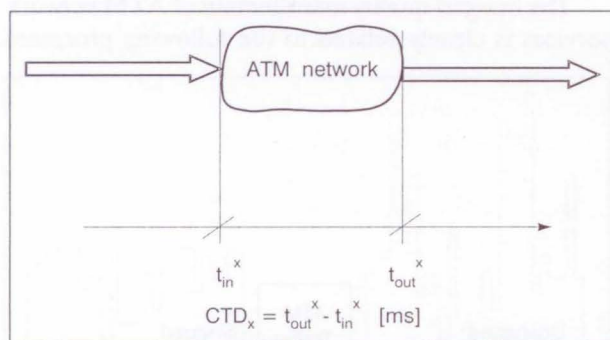 ATM network
t_in^x t_out^x
CTD_x = t_out^x - t_in^x [ms]